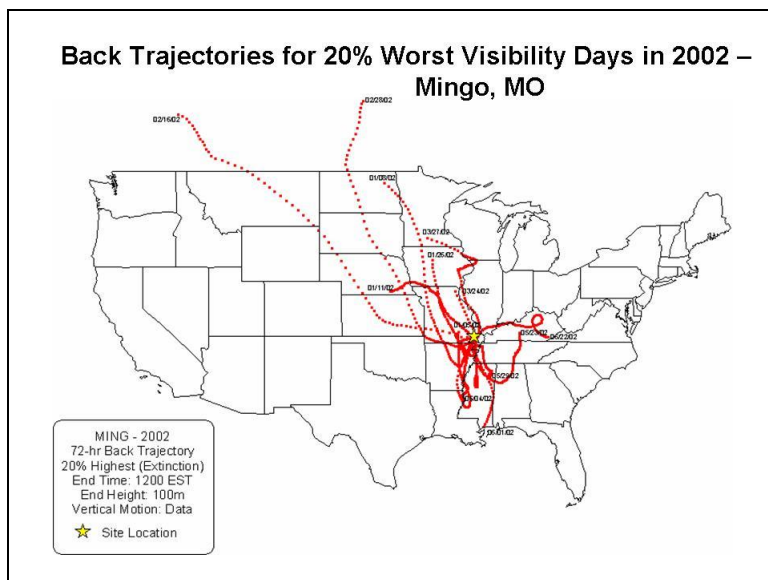 Back Trajectories for 20% Worst Visibility Days in 2002 –
Mingo, MO
02/28/02
02/16/02
01/08/02
03/27/02
01/26/02
01/11/02
03/24/02
05/23/02
06/22/02
05/29/02
MING - 2002
72-hr Back Trajectory
20% Highest (Extinction)
End Time: 1200 EST
End Height: 100m
Vertical Motion: Data
Site Location